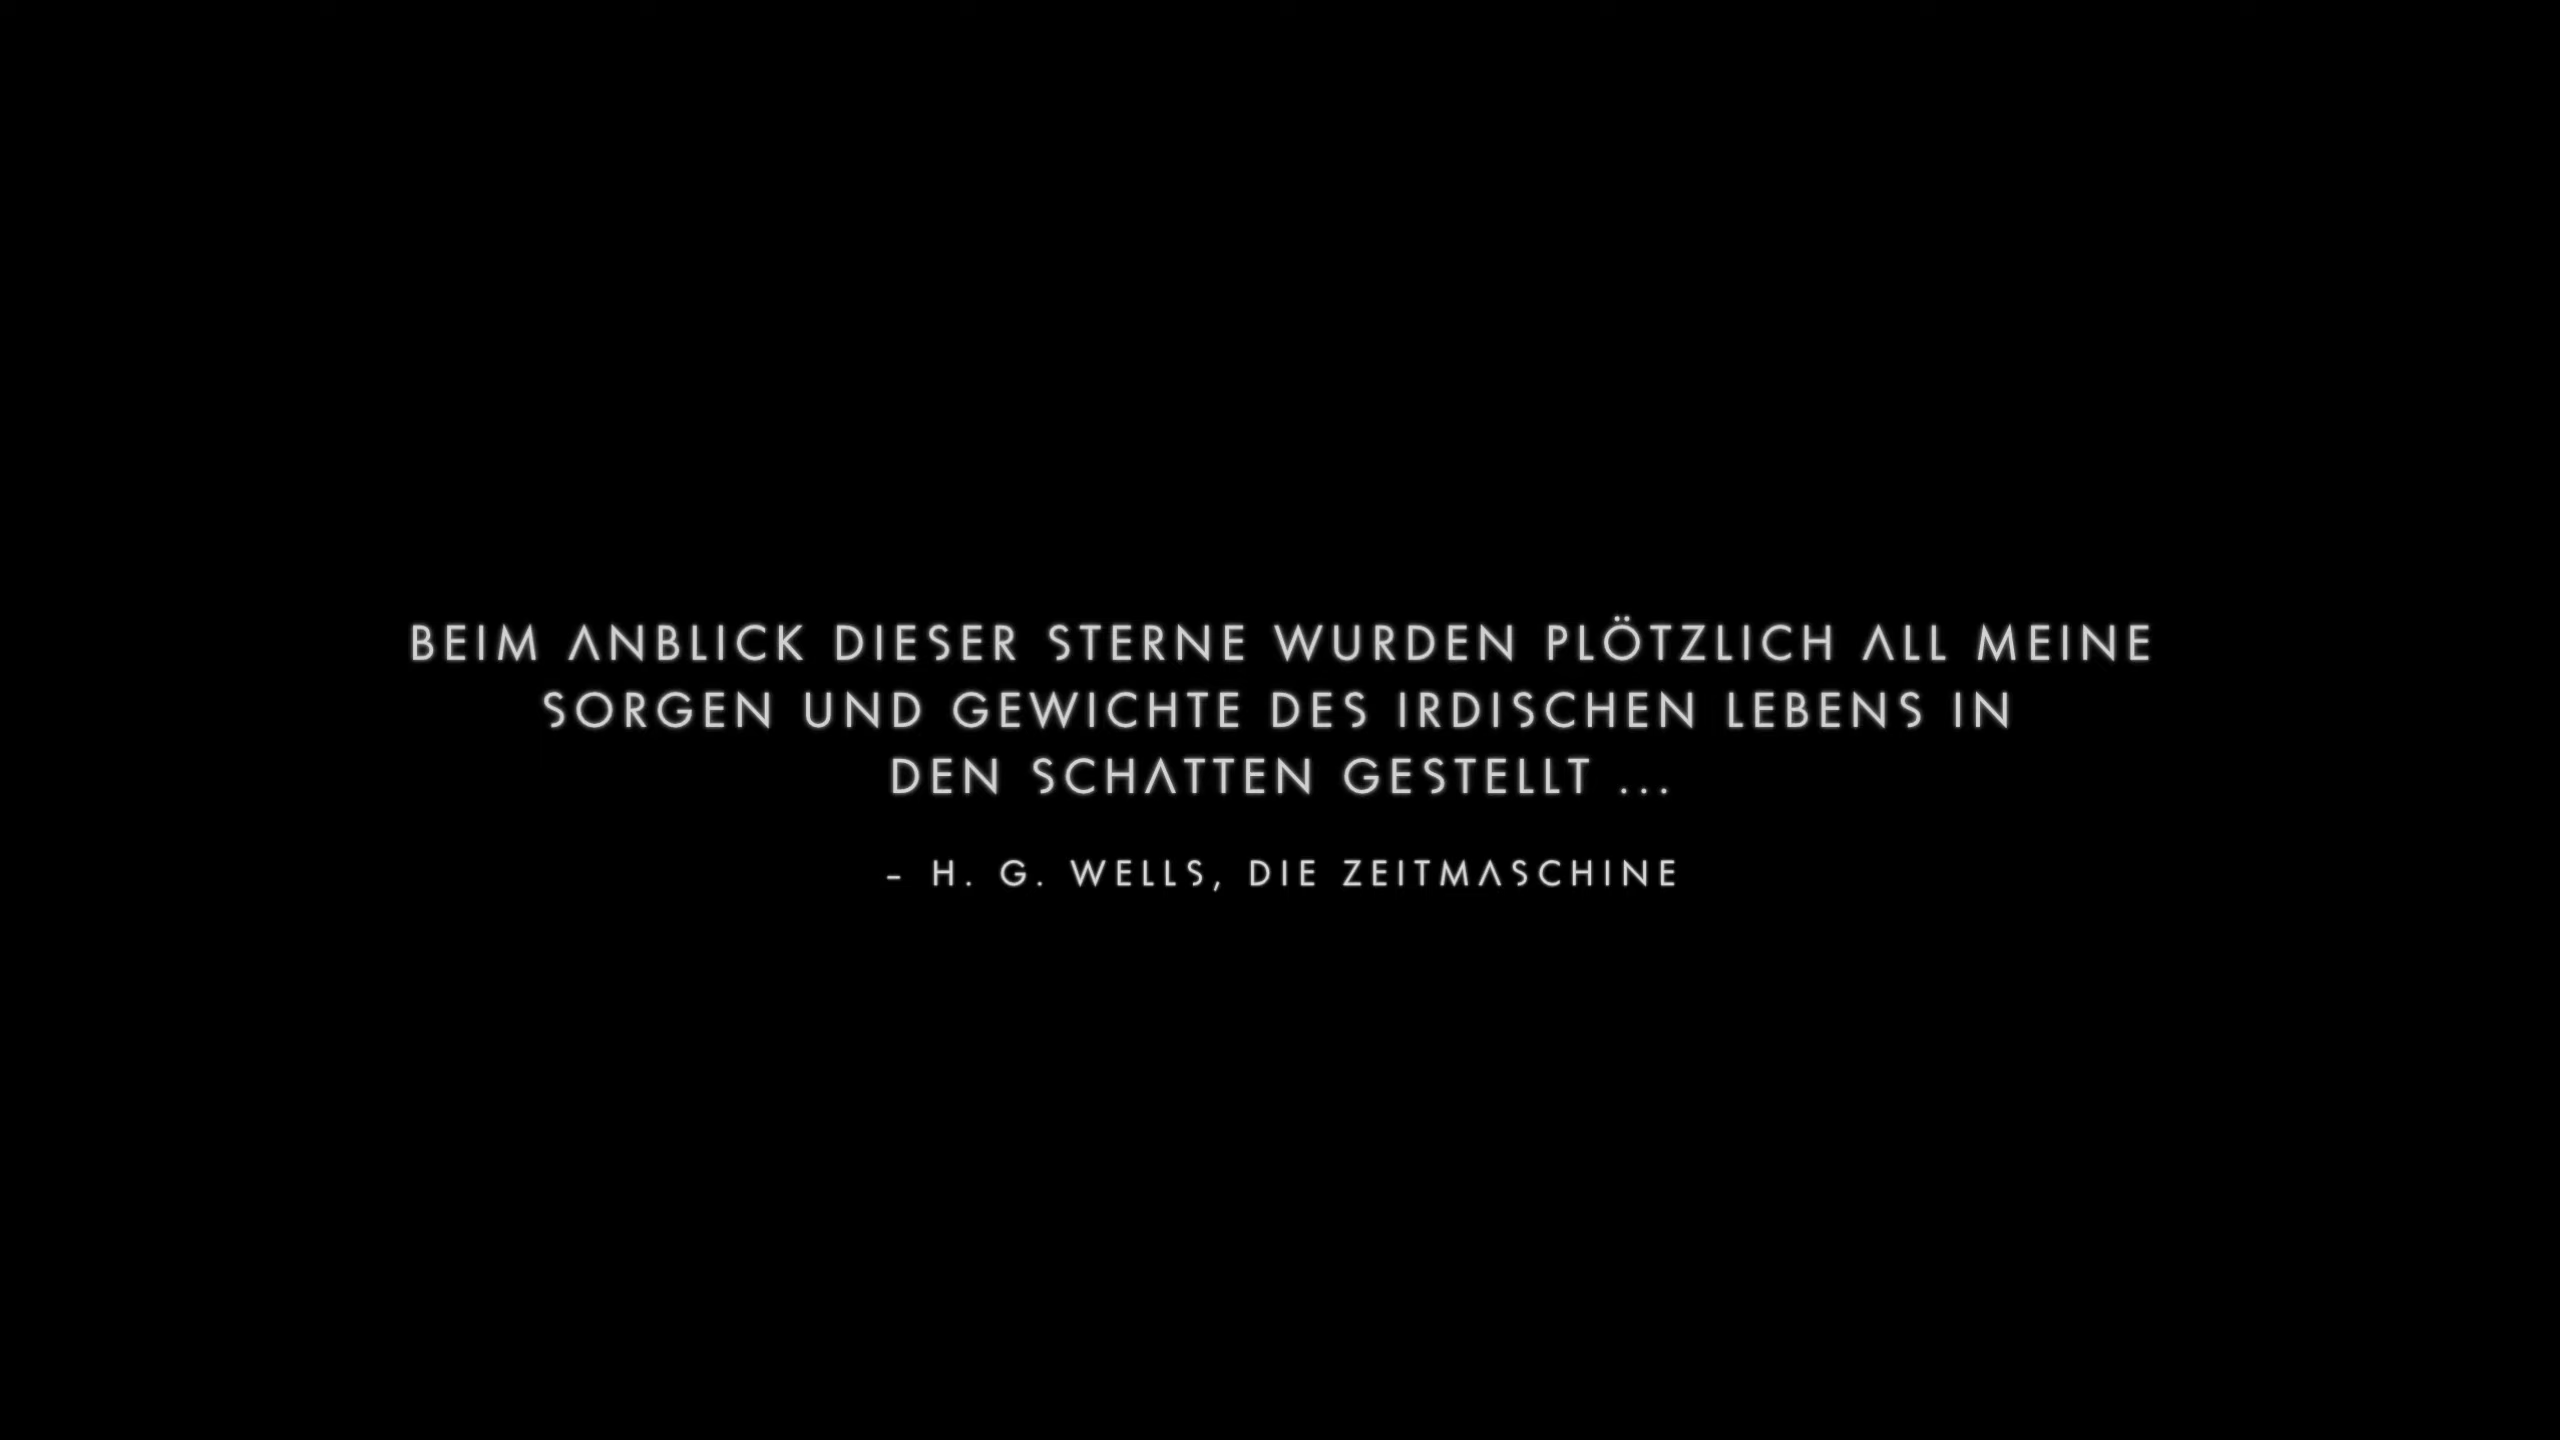 BEIM ANBLICK DIESER STERNE WURDEN PLÖTZLICH ALL MEINE
SORGEN UND GEWICHTE DES IRDISCHEN LEBENS IN
DEN SCHATTEN GESTELLT ...
– H. G. WELLS, DIE ZEITMASCHINE